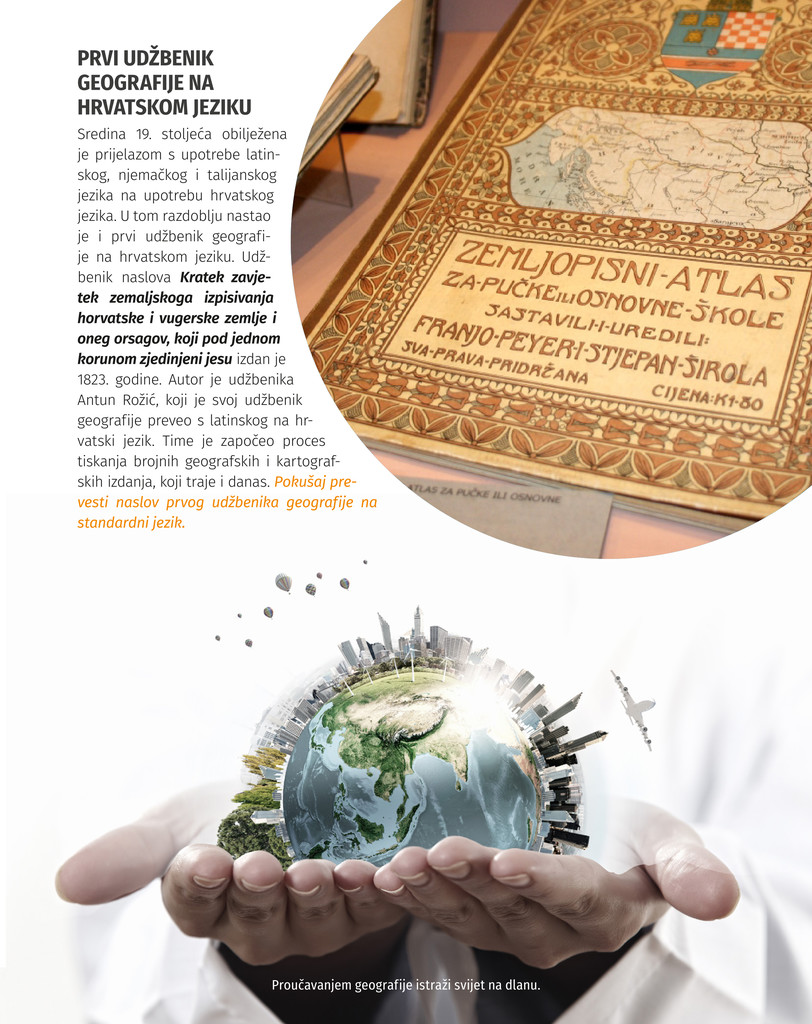 PRVI UDŽBENIK
GEOGRAFIJE NA
HRVATSKOM JEZIKU
Sredina 19. stoljeća obilježena
je prijelazom s upotrebe latin-
skog, njemačkog i talijanskog
jezika na upotrebu hrvatskog
jezika. U tom razdoblju nastao
je i prvi udžbenik geografi-
je na hrvatskom jeziku. Udž-
benik naslova Kratek zavje-
tek zemaljskoga izpisivanja
horvatske i vugerske zemlje i
oneg orsagov, koji pod jednom
korunom zjedinjeni jesu izdan je
1823. godine. Autor je udžbenika
Antun Rožić, koji je svoj udžbenik
geografije preveo s latinskog na hr-
vatski jezik. Time je započeo proces
tiskanja brojnih geografskih i kartograf-
skih izdanja, koji traje i danas. Pokušaj pre-
vesti naslov prvog udžbenika geografije na
standardni jezik.
ZEMLJOPISNI-ATLAS
ZA-PUČKE ILI OSNOVNE-ŠKOLE
SASTAVILI-I-UREDILI:
FRANJO-PEYER-I-STJEPAN-ŠIROLA
SVA-PRAVA-PRIDRŽANA
CIJENA:K1·80
ATLAS ZA PUČKE ILI OSNOVNE
Proučavanjem geografije istraži svijet na dlanu.